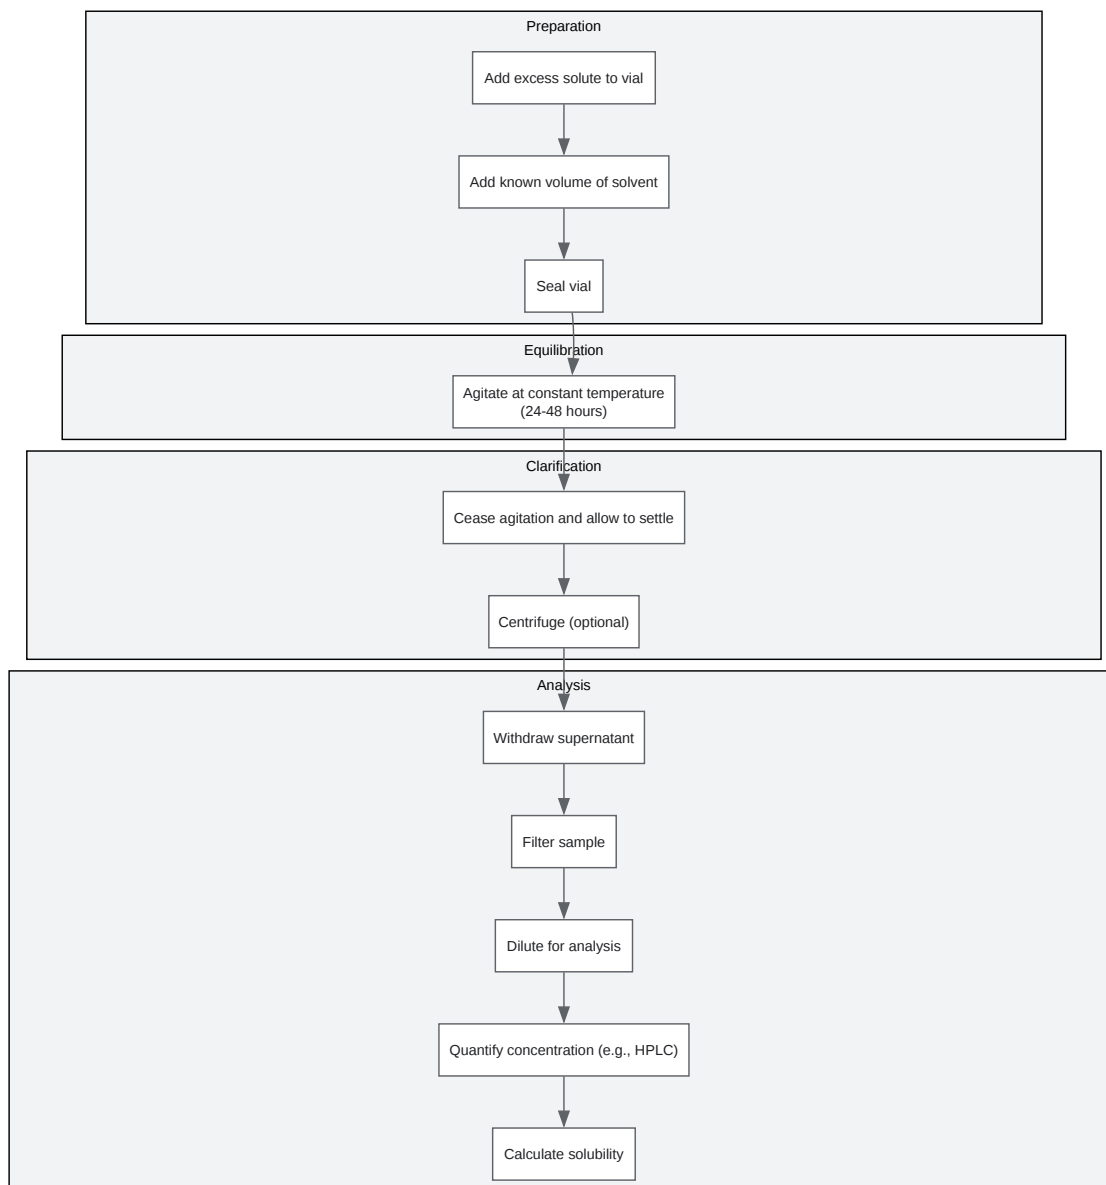 Preparation
Add excess solute to vial
Add known volume of solvent
Seal vial
Equilibration
Agitate at constant temperature
(24-48 hours)
Clarification
Cease agitation and allow to settle
Centrifuge (optional)
Analysis
Withdraw supernatant
Filter sample
Dilute for analysis
Quantify concentration (e.g., HPLC)
Calculate solubility